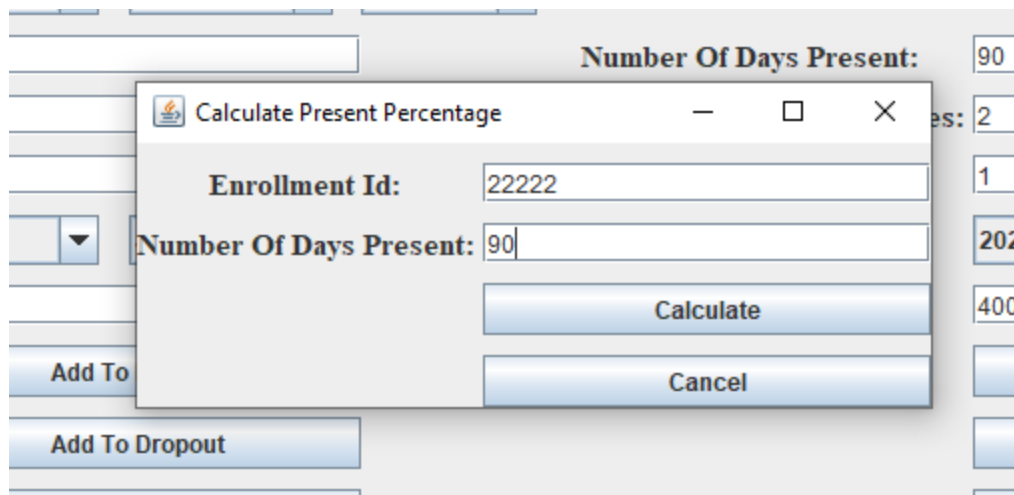 Number Of Days Present: 90
Calculate Present Percentage
es: 2
Enrollment Id: 22222
1
Number Of Days Present: 90
202
Calculate
400
Add To
Cancel
Add To Dropout